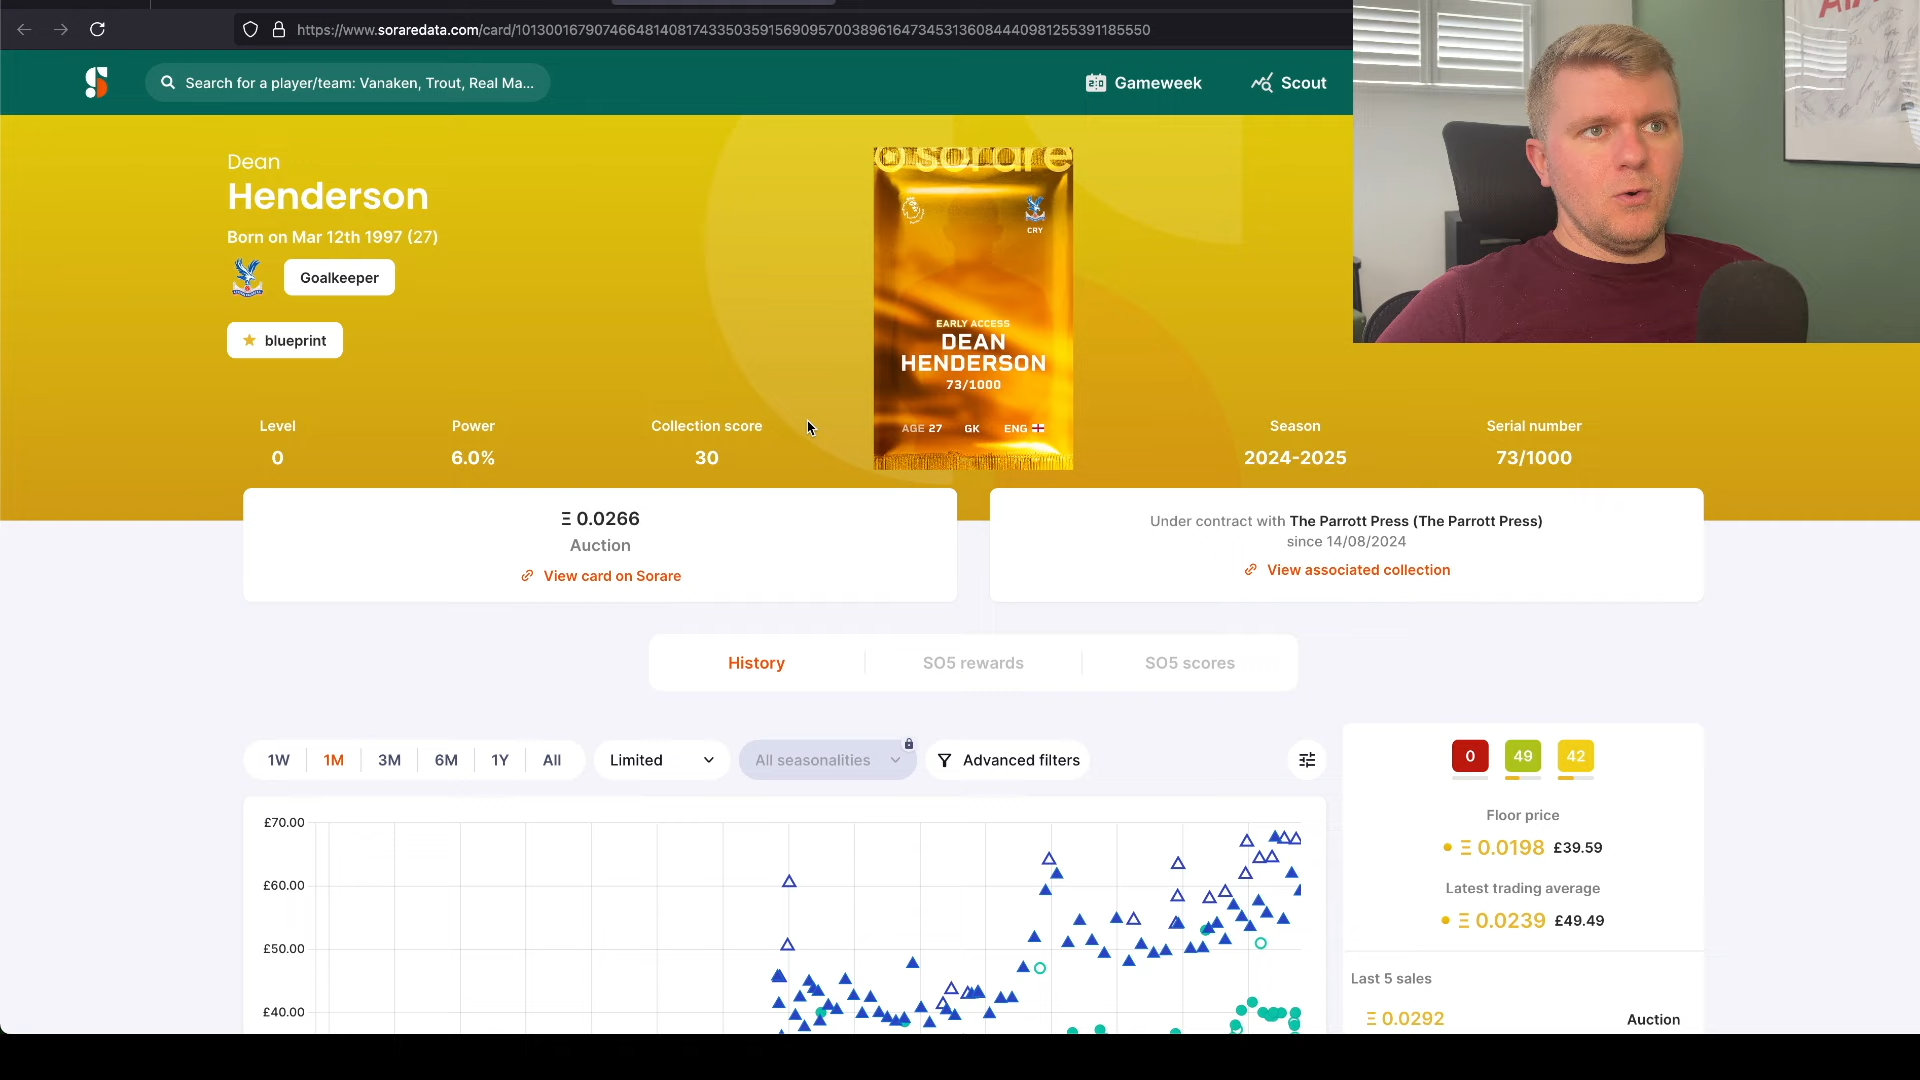 https://www.soraredata.com/card/101300167907466481408174335035915690957003896164734531360844409812553911855​50
Search for a player/team: Vanaken, Trout, Real Ma...
2:0 Gameweek
Scout
Dean
Henderson
Born on Mar 12th 1997 (27)
Goalkeeper
blueprint
sorare
CRY
EARLY ACCESS
DEAN
HENDERSON
73/1000
AGE 27 GK ENG
Level
0
Power
6.0%
Collection score
30
Season
2024-2025
Serial number
73/1000
Ξ 0.0266
Auction
View card on Sorare
Under contract with The Parrott Press (The Parrott Press)
since 14/08/2024
View associated collection
History
SO5 rewards
SO5 scores
1W 1M 3M 6M 1Y All
Limited
All seasonalities
Advanced filters
£70.00
£60.00
£50.00
£40.00
0 49 42
Floor price
Ξ 0.0198 £39.59
Latest trading average
Ξ 0.0239 £49.49
Last 5 sales
Ξ 0.0292 Auction